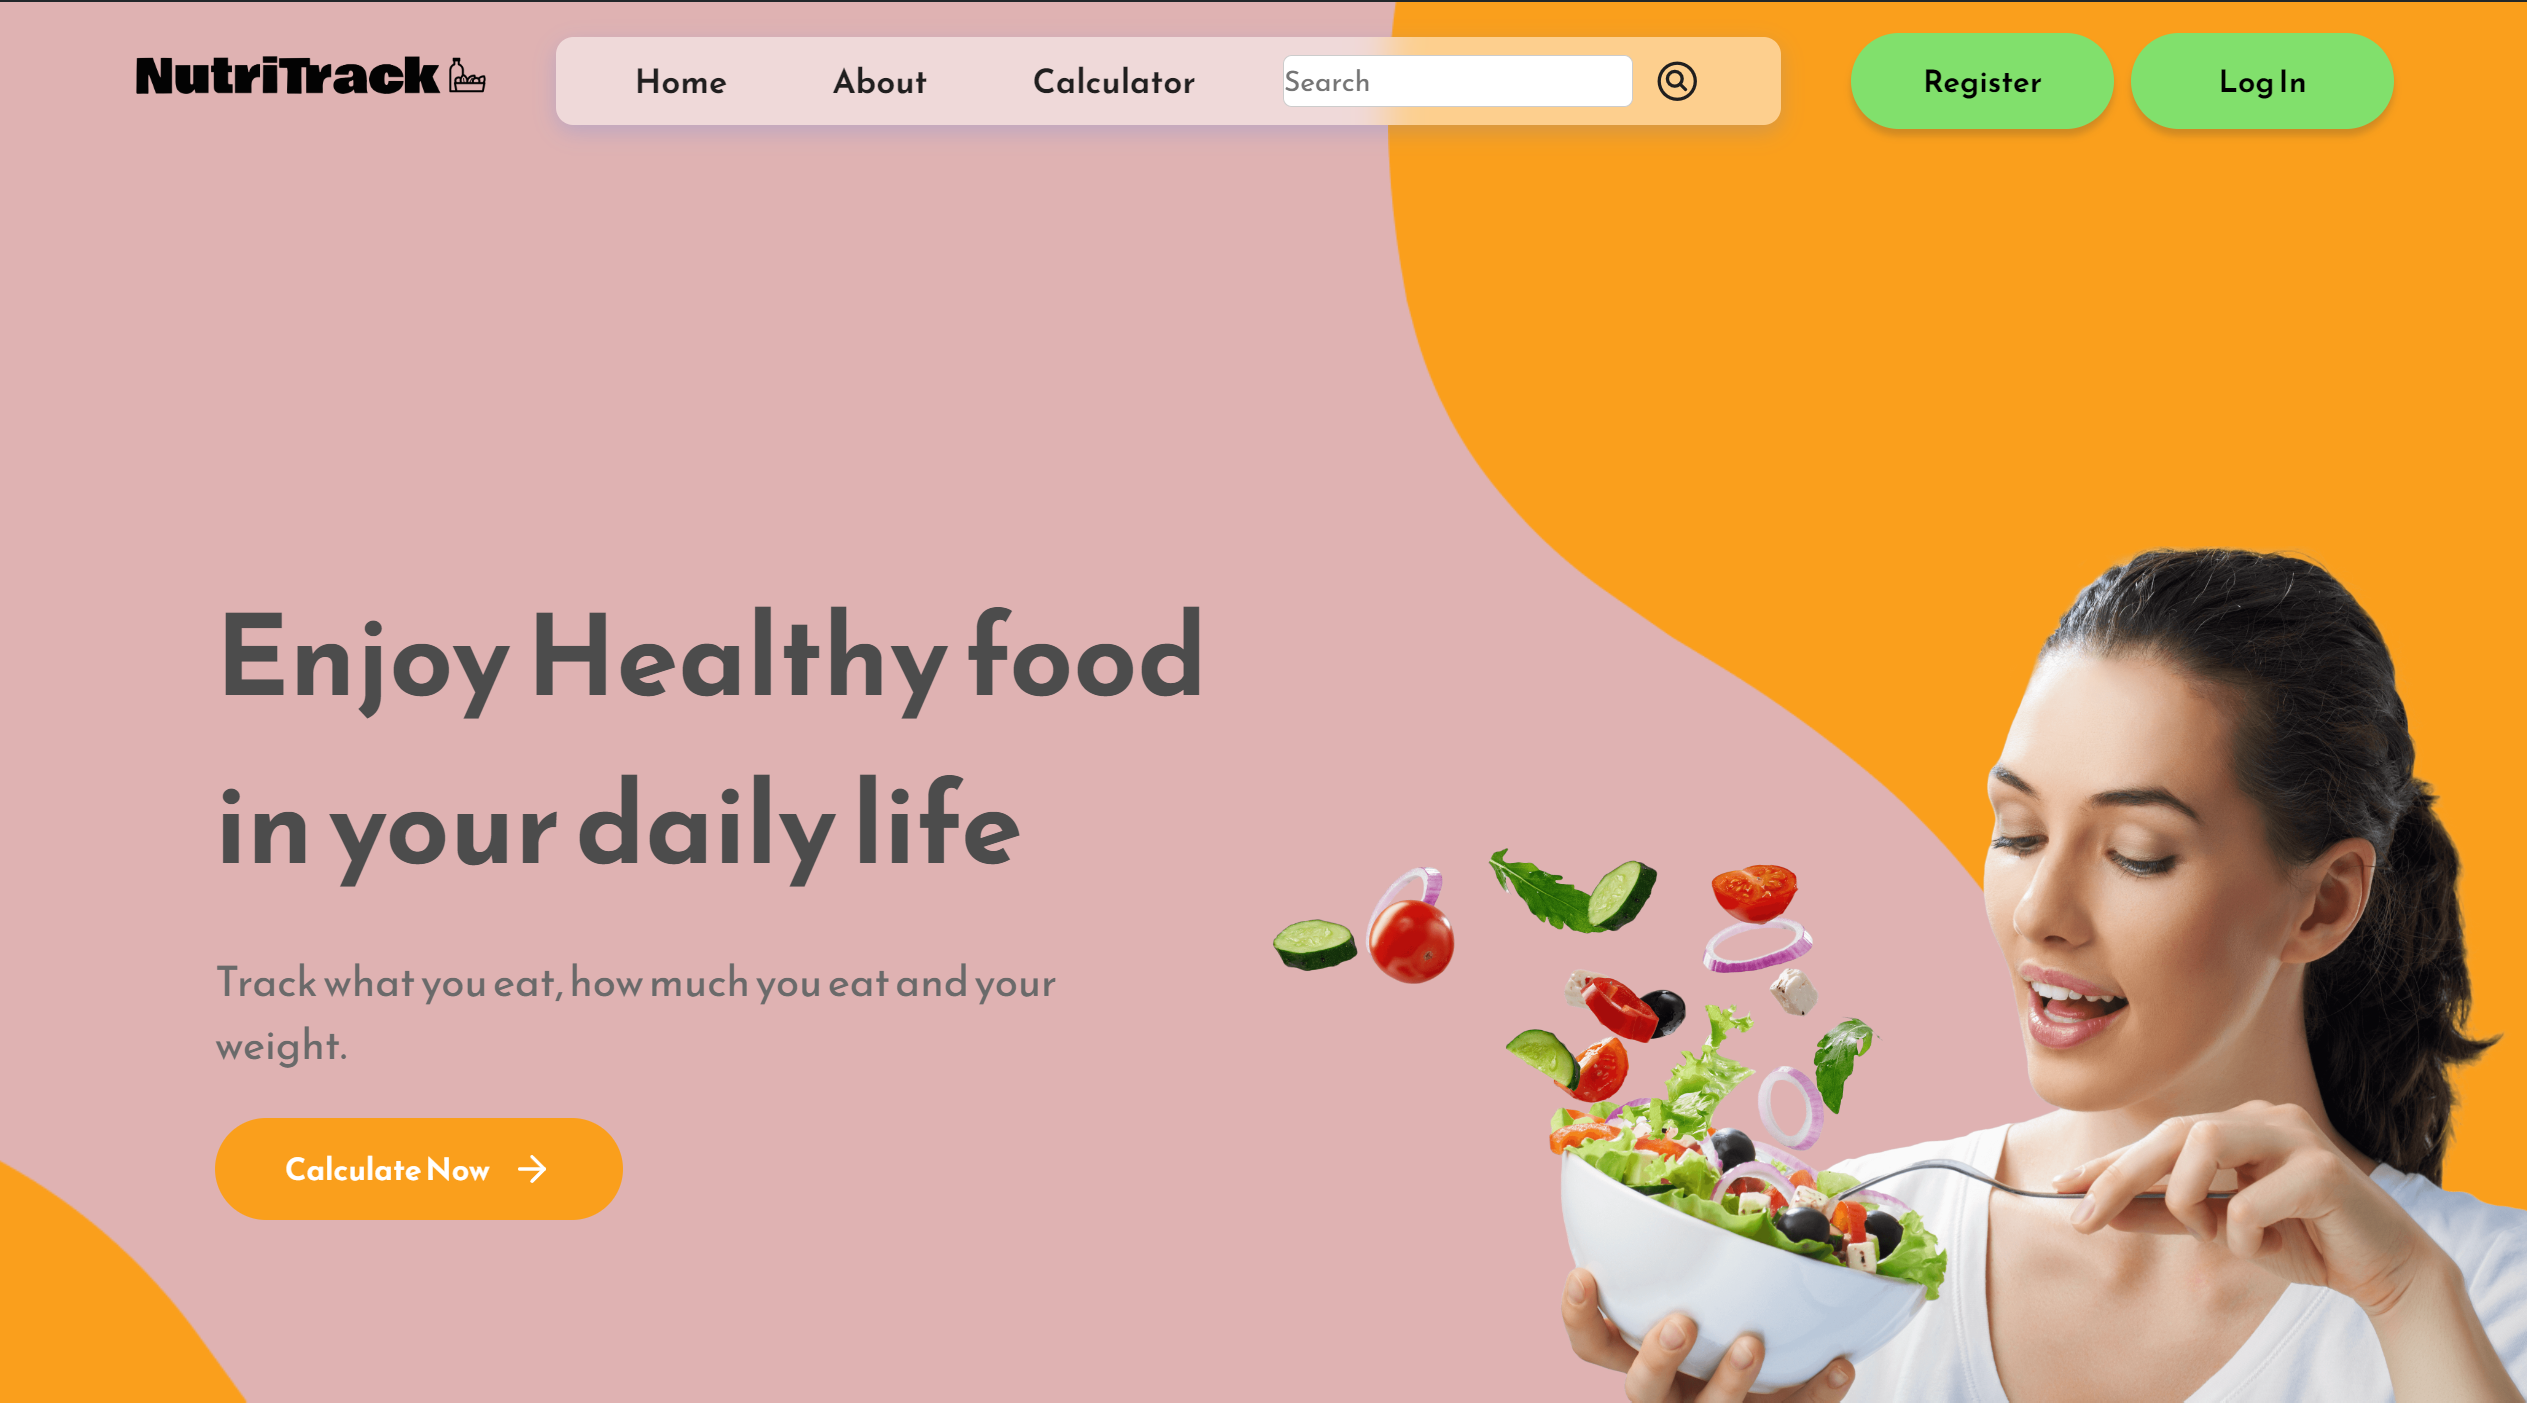 NutriTrack
Home
About
Calculator
Search
Register
Log In
Enjoy Healthy food
in your daily life
Track what you eat, how much you eat and your
weight.
Calculate Now